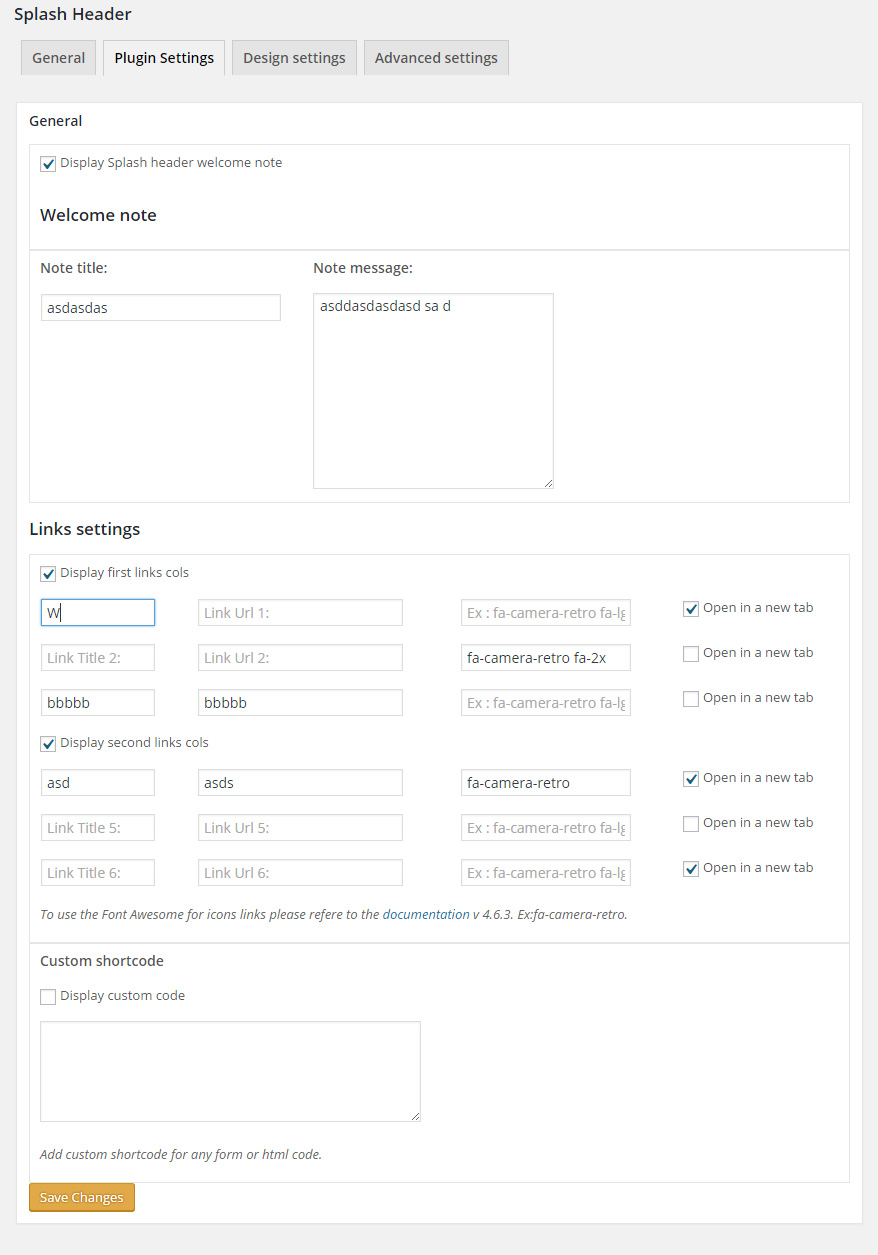 Splash Header
General Plugin Settings Design settings Advanced settings
General
Display Splash header welcome note
Welcome note
Note title: Note message:
asdasdas asddasdasdasd sa d
Links settings
Display first links cols
W Link Url 1: Ex : fa-camera-retro fa-lg Open in a new tab
Link Title 2: Link Url 2: fa-camera-retro fa-2x Open in a new tab
bbbbb bbbbb Ex : fa-camera-retro fa-lg Open in a new tab
Display second links cols
asd asds fa-camera-retro Open in a new tab
Link Title 5: Link Url 5: Ex : fa-camera-retro fa-lg Open in a new tab
Link Title 6: Link Url 6: Ex : fa-camera-retro fa-lg Open in a new tab
To use the Font Awesome for icons links please refere to the documentation v 4.6.3. Ex:fa-camera-retro.
Custom shortcode
Display custom code
Add custom shortcode for any form or html code.
Save Changes